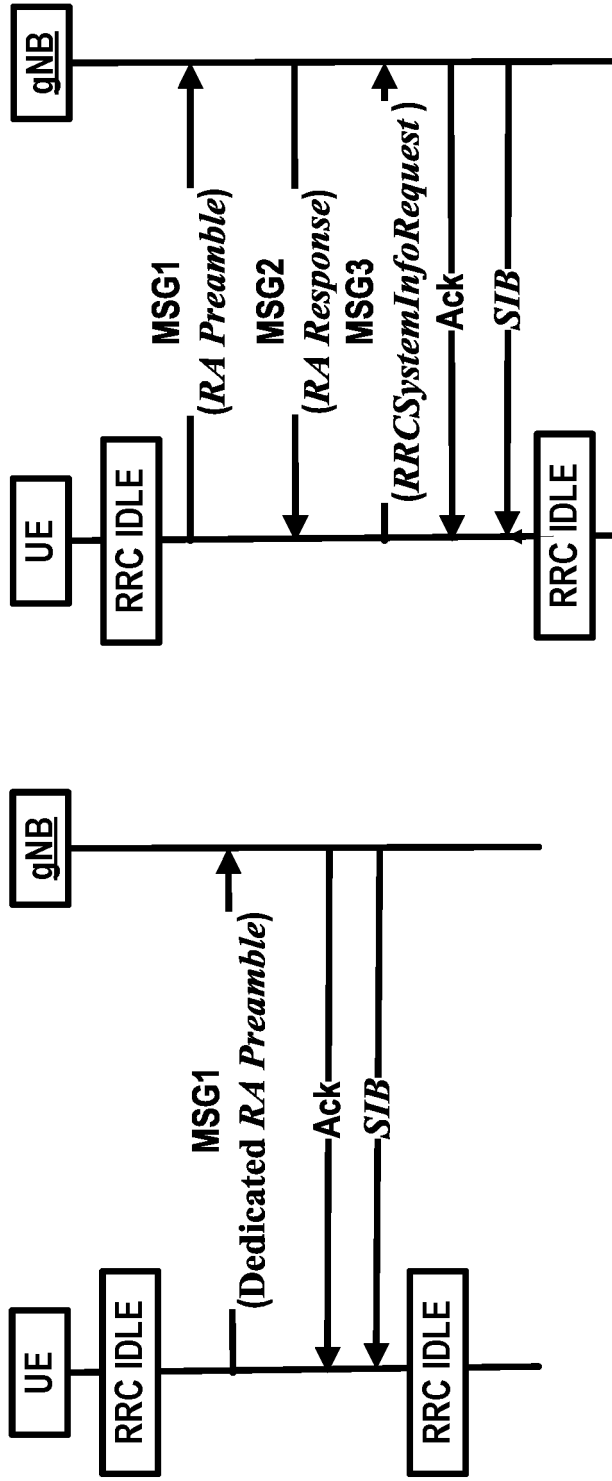 UE
gNB
RRC IDLE
MSG1
(Dedicated RA Preamble)
Ack
SIB
RRC IDLE
UE
gNB
RRC IDLE
MSG1
(RA Preamble)
MSG2
(RA Response)
MSG3
(RRCSystemInfoRequest )
Ack
SIB
RRC IDLE